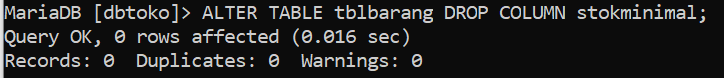 MariaDB [dbtoko]> ALTER TABLE tblbarang DROP COLUMN stokminimal;
Query OK, 0 rows affected (0.016 sec)
Records: 0  Duplicates: 0  Warnings: 0